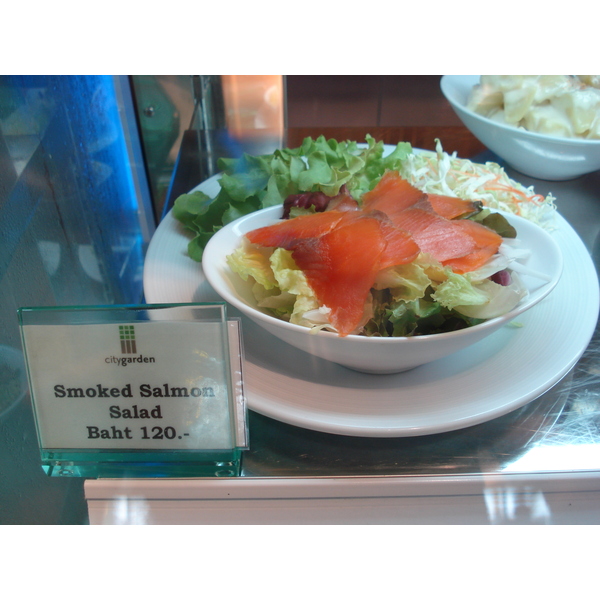 citygarden
Smoked Salmon
Salad
Baht 120.-